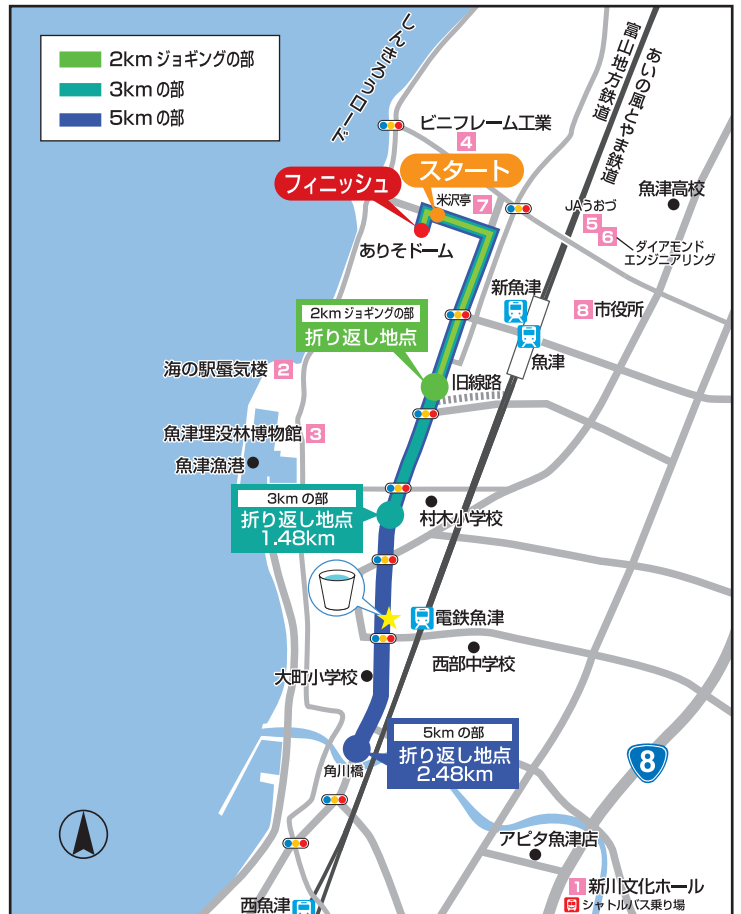 2kmジョギングの部
3kmの部
5kmの部
しんきろうロード
富山地方鉄道
あいの風とやま鉄道
ビニフレーム工業
4
スタート
フィニッシュ
米沢亭 7
ありそドーム
魚津高校
JAうおづ
5
6
ダイアモンド
エンジニアリング
新魚津
8 市役所
魚津
2kmジョギングの部
折り返し地点
旧線路
海の駅蜃気楼 2
魚津埋没林博物館 3
魚津漁港
3kmの部
折り返し地点
1.48km
村木小学校
電鉄魚津
西部中学校
大町小学校
5kmの部
折り返し地点
2.48km
角川橋
8
アピタ魚津店
1 新川文化ホール
シャトルバス乗り場
西魚津